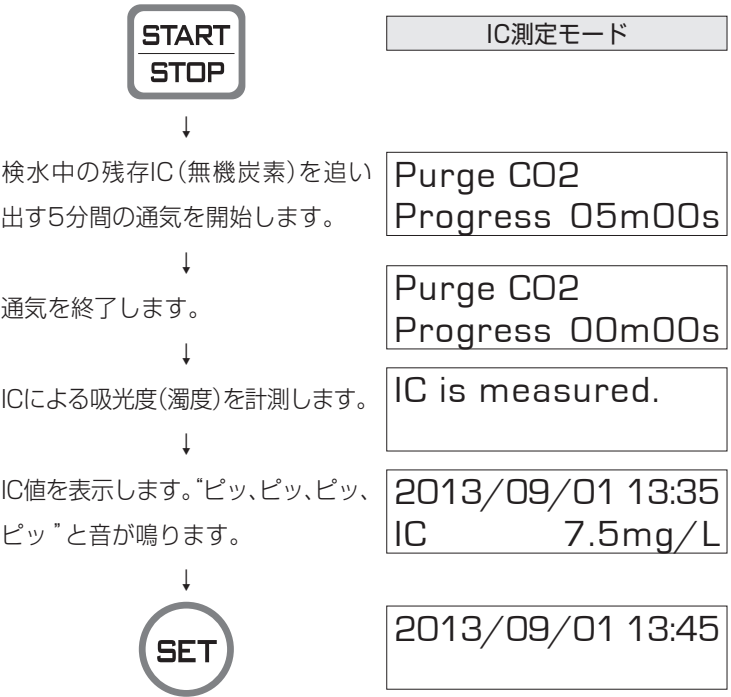 START
STOP
IC測定モード
↓
検水中の残存IC(無機炭素)を追い
出す5分間の通気を開始します。
Purge CO2
Progress 05m00s
↓
通気を終了します。
Purge CO2
Progress 00m00s
↓
ICによる吸光度(濁度)を計測します。
IC is measured.
↓
IC値を表示します。“ピッ、ピッ、ピッ、
ピッ ”と音が鳴ります。
2013/09/01 13:35
IC 7.5mg/L
↓
SET
2013/09/01 13:45